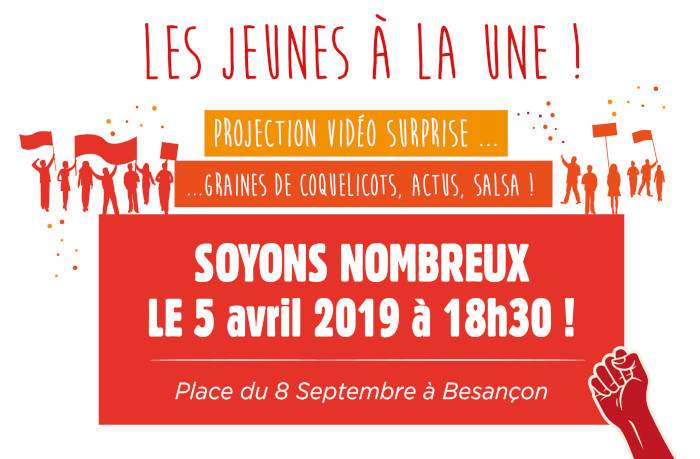 LES JEUNES À LA UNE !
PROJECTION VIDÉO SURPRISE ...
...GRAINES DE COQUELICOTS, ACTUS, SALSA !
SOYONS NOMBREUX
LE 5 avril 2019 à 18h30 !
Place du 8 Septembre à Besançon